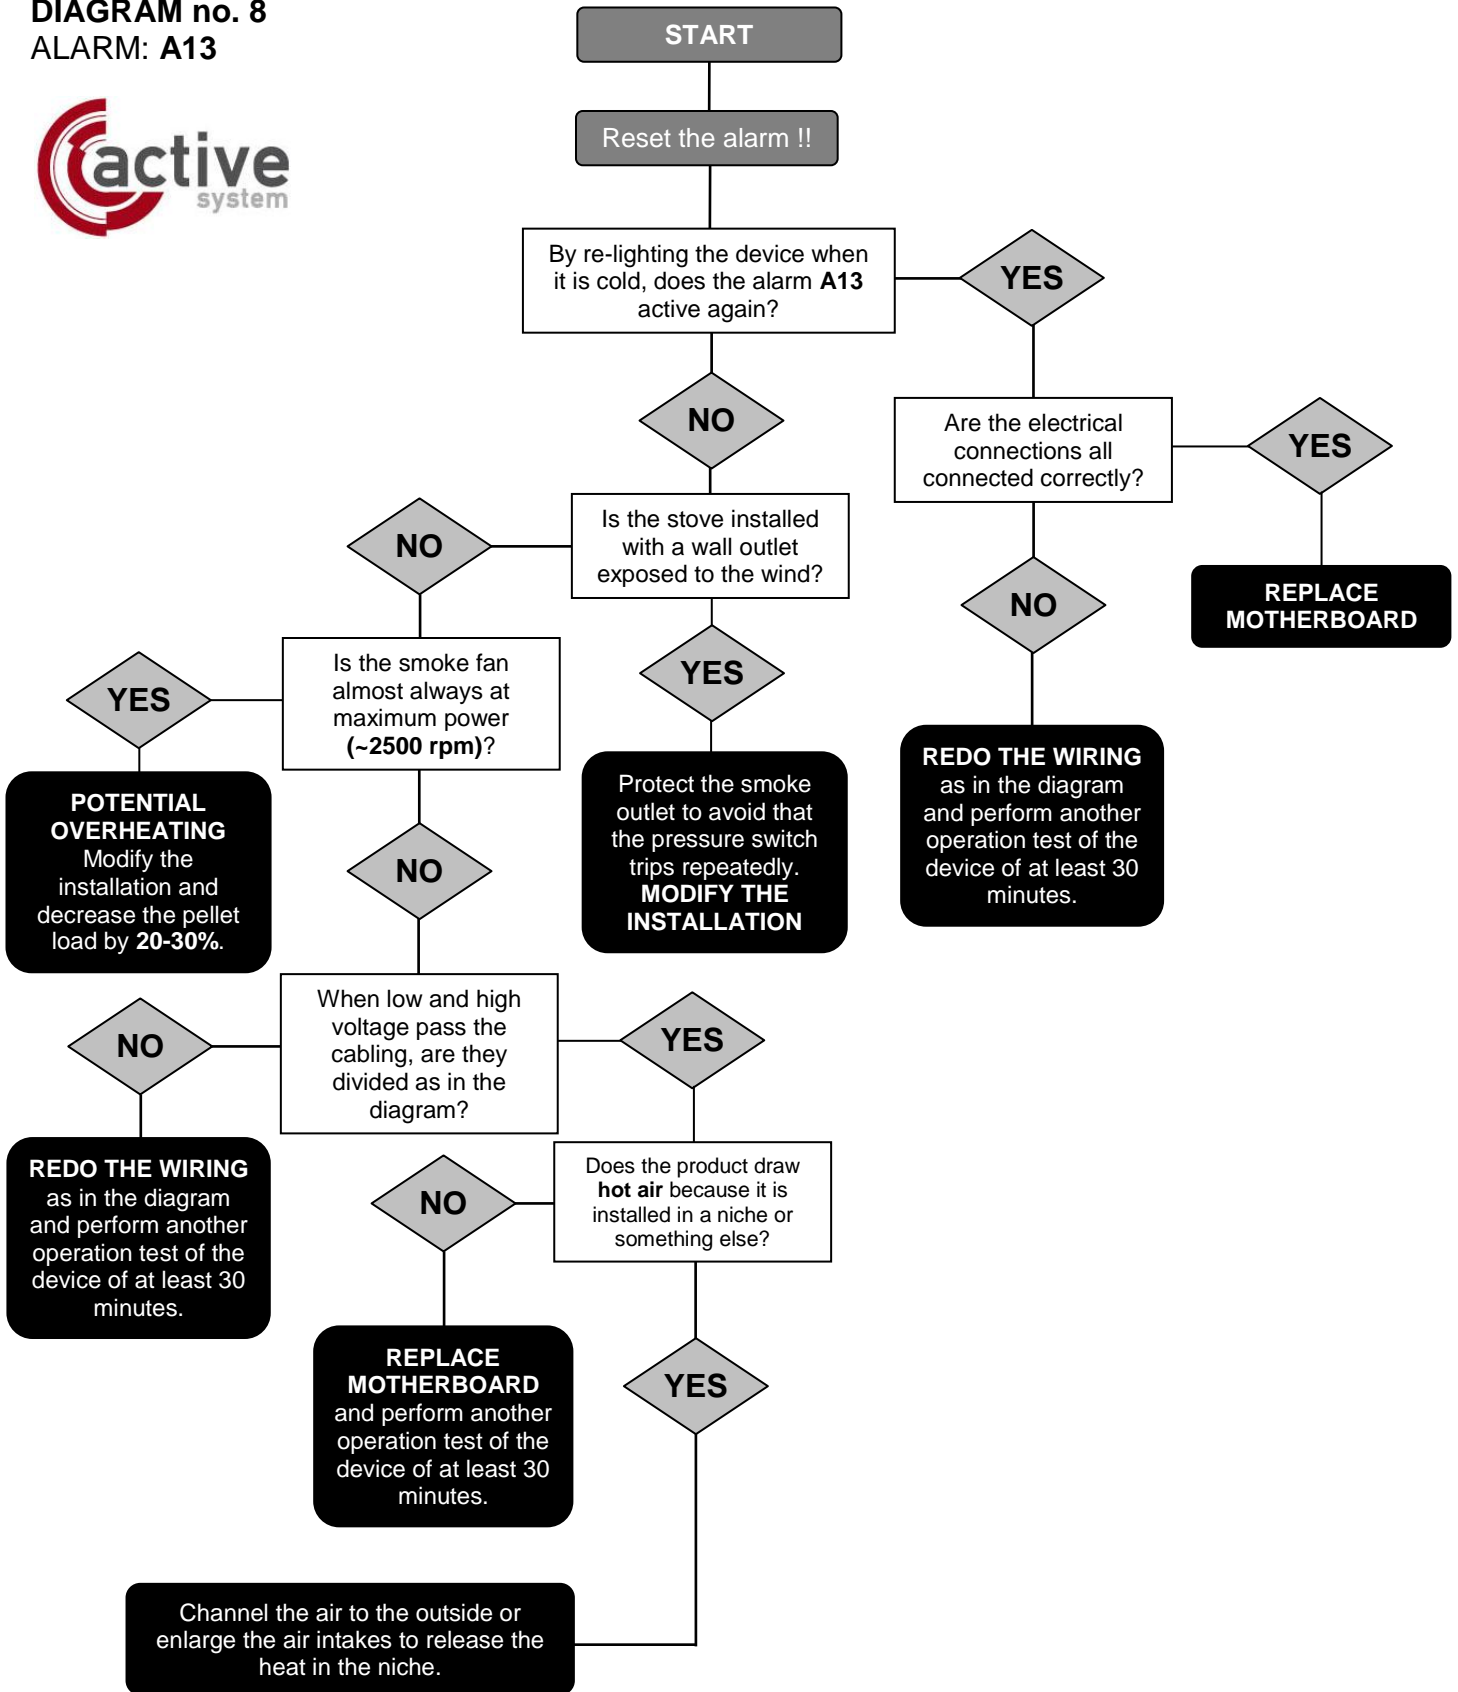 DIAGRAM no. 8
ALARM: A13
active
system
START
Reset the alarm !!
By re-lighting the device when
it is cold, does the alarm A13
active again?
YES
NO
Are the electrical
connections all
connected correctly?
YES
REPLACE
MOTHERBOARD
NO
REDO THE WIRING
as in the diagram
and perform another
operation test of the
device of at least 30
minutes.
Is the stove installed
with a wall outlet
exposed to the wind?
NO
YES
Protect the smoke
outlet to avoid that
the pressure switch
trips repeatedly.
MODIFY THE
INSTALLATION
Is the smoke fan
almost always at
maximum power
(~2500 rpm)?
YES
POTENTIAL
OVERHEATING
Modify the
installation and
decrease the pellet
load by 20-30%.
NO
When low and high
voltage pass the
cabling, are they
divided as in the
diagram?
NO
REDO THE WIRING
as in the diagram
and perform another
operation test of the
device of at least 30
minutes.
YES
Does the product draw
hot air because it is
installed in a niche or
something else?
NO
REPLACE
MOTHERBOARD
and perform another
operation test of the
device of at least 30
minutes.
YES
Channel the air to the outside or
enlarge the air intakes to release the
heat in the niche.